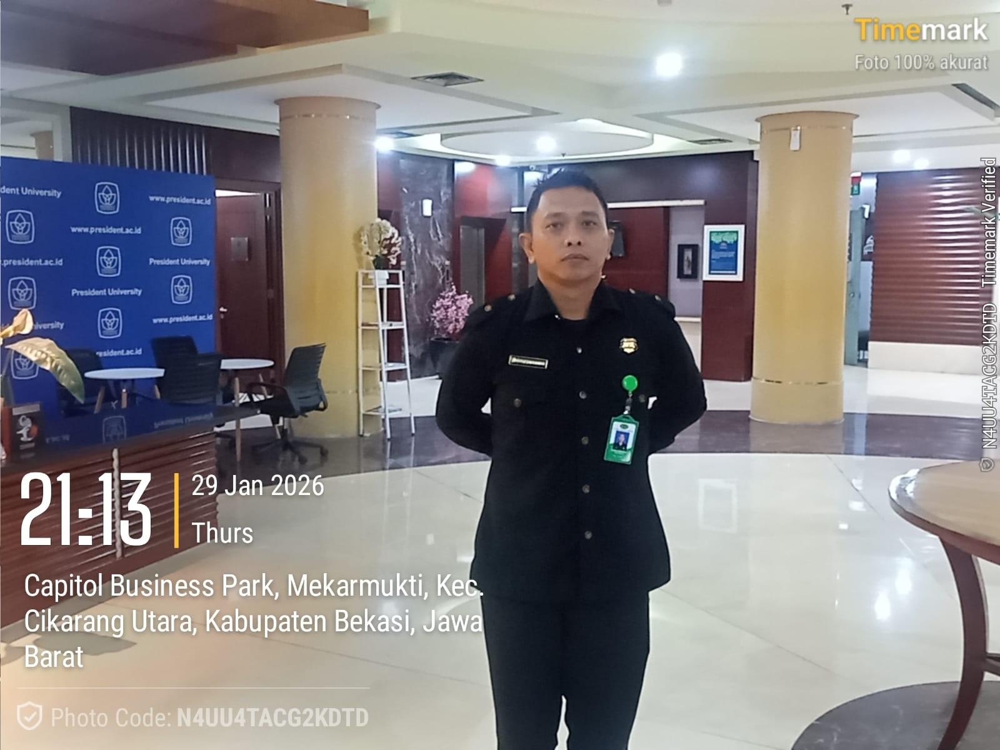 Timemark
Foto 100% akurat
dent University
www.president.ac.id
www.president.ac.id
.president.ac.id
President University
President University
iversity
www.president.ac.id
resident.ac.id
21:13
29 Jan 2026
Thurs
Capitol Business Park, Mekarmukti, Kec.
Cikarang Utara, Kabupaten Bekasi, Jawa
Barat
Photo Code: N4UU4TACG2KDTD
N4UU4TACG2KDTD Timemark Verified